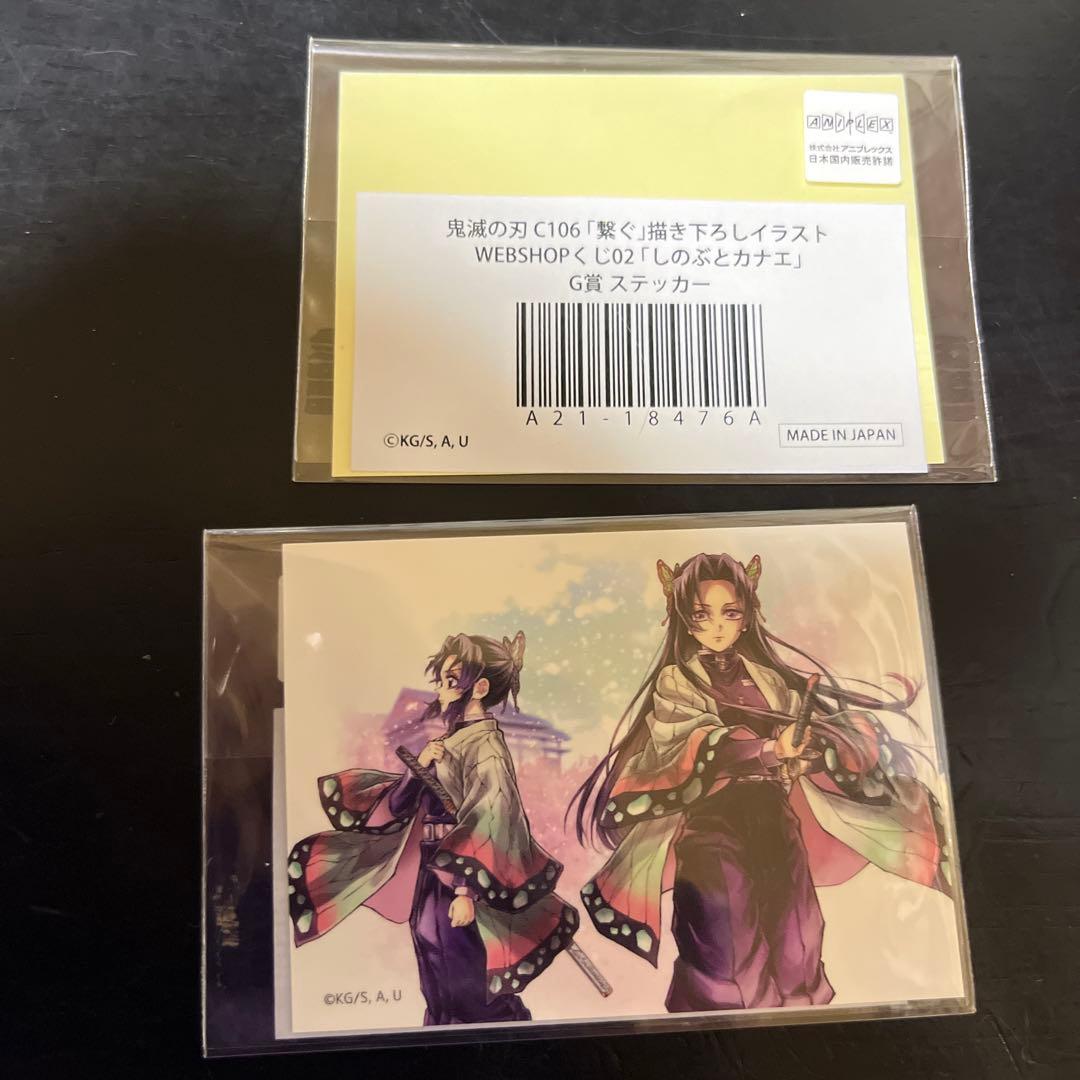 ANIPLEX
株式会社アニプレックス
日本国内販売許諾
鬼滅の刃 C106「繋ぐ」描き下ろしイラスト
WEBSHOPくじ02「しのぶとカナエ」
G賞 ステッカー
A21-18476A
©KG/S, A, U
MADE IN JAPAN
©KG/S, A, U